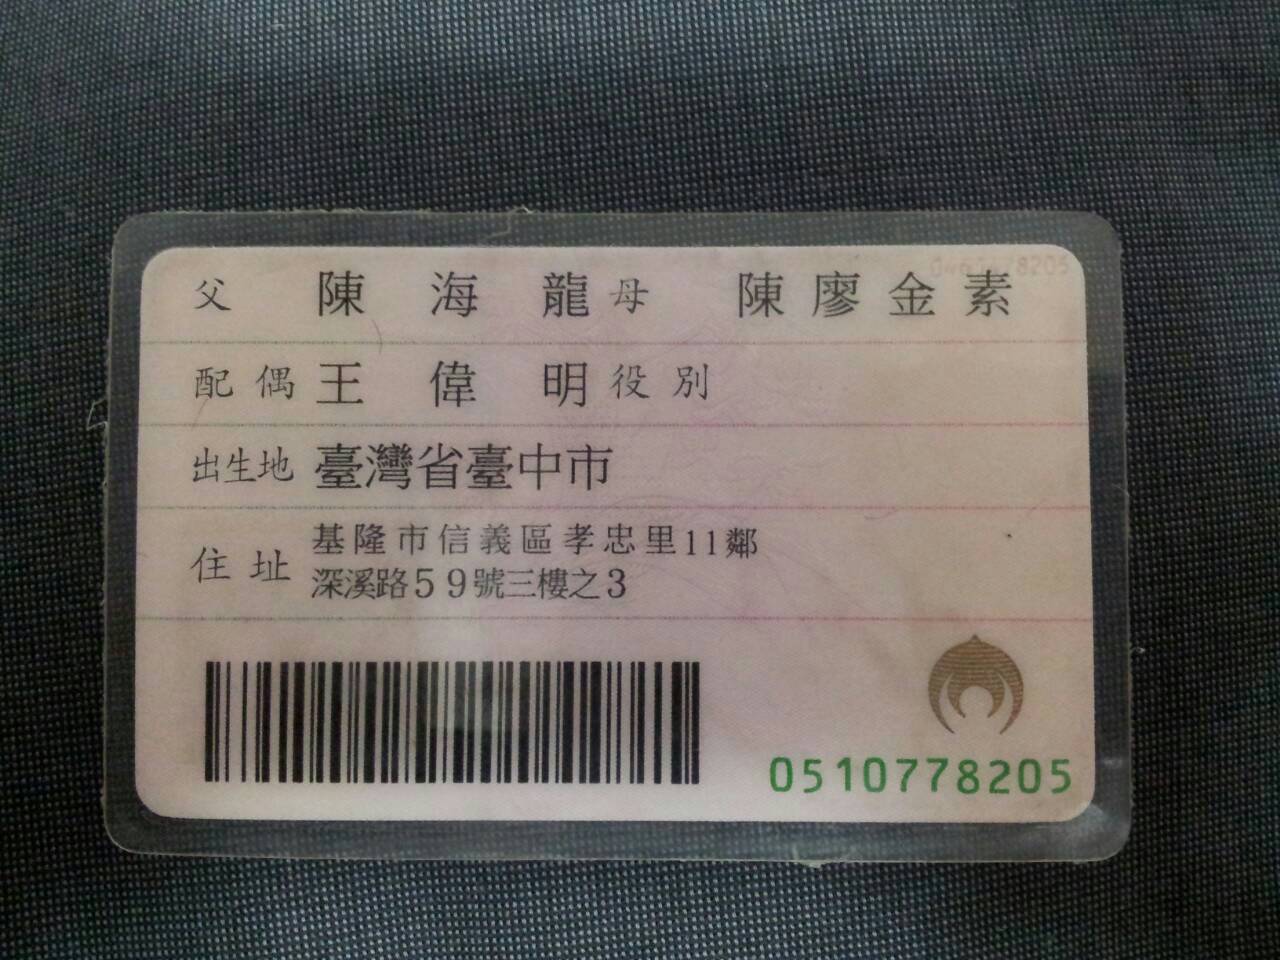 父 陳海龍 母 陳廖金素
配偶 王偉明 役別
出生地 臺灣省臺中市
住址 基隆市信義區孝忠里11鄰
深溪路59號三樓之3
0510778205